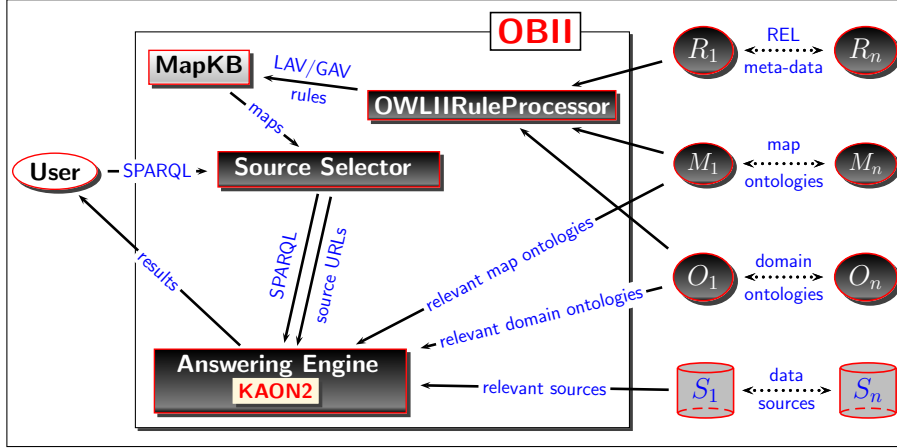 OBII
MapKB
LAV/GAV
rules
OWLIIRuleProcessor
R1
REL
meta-data
Rn
maps
User
SPARQL
Source Selector
M1
map
ontologies
Mn
SPARQL
source URLs
results
relevant map ontologies
O1
domain
ontologies
On
relevant domain ontologies
Answering Engine
KAON2
relevant sources
S1
data
sources
Sn